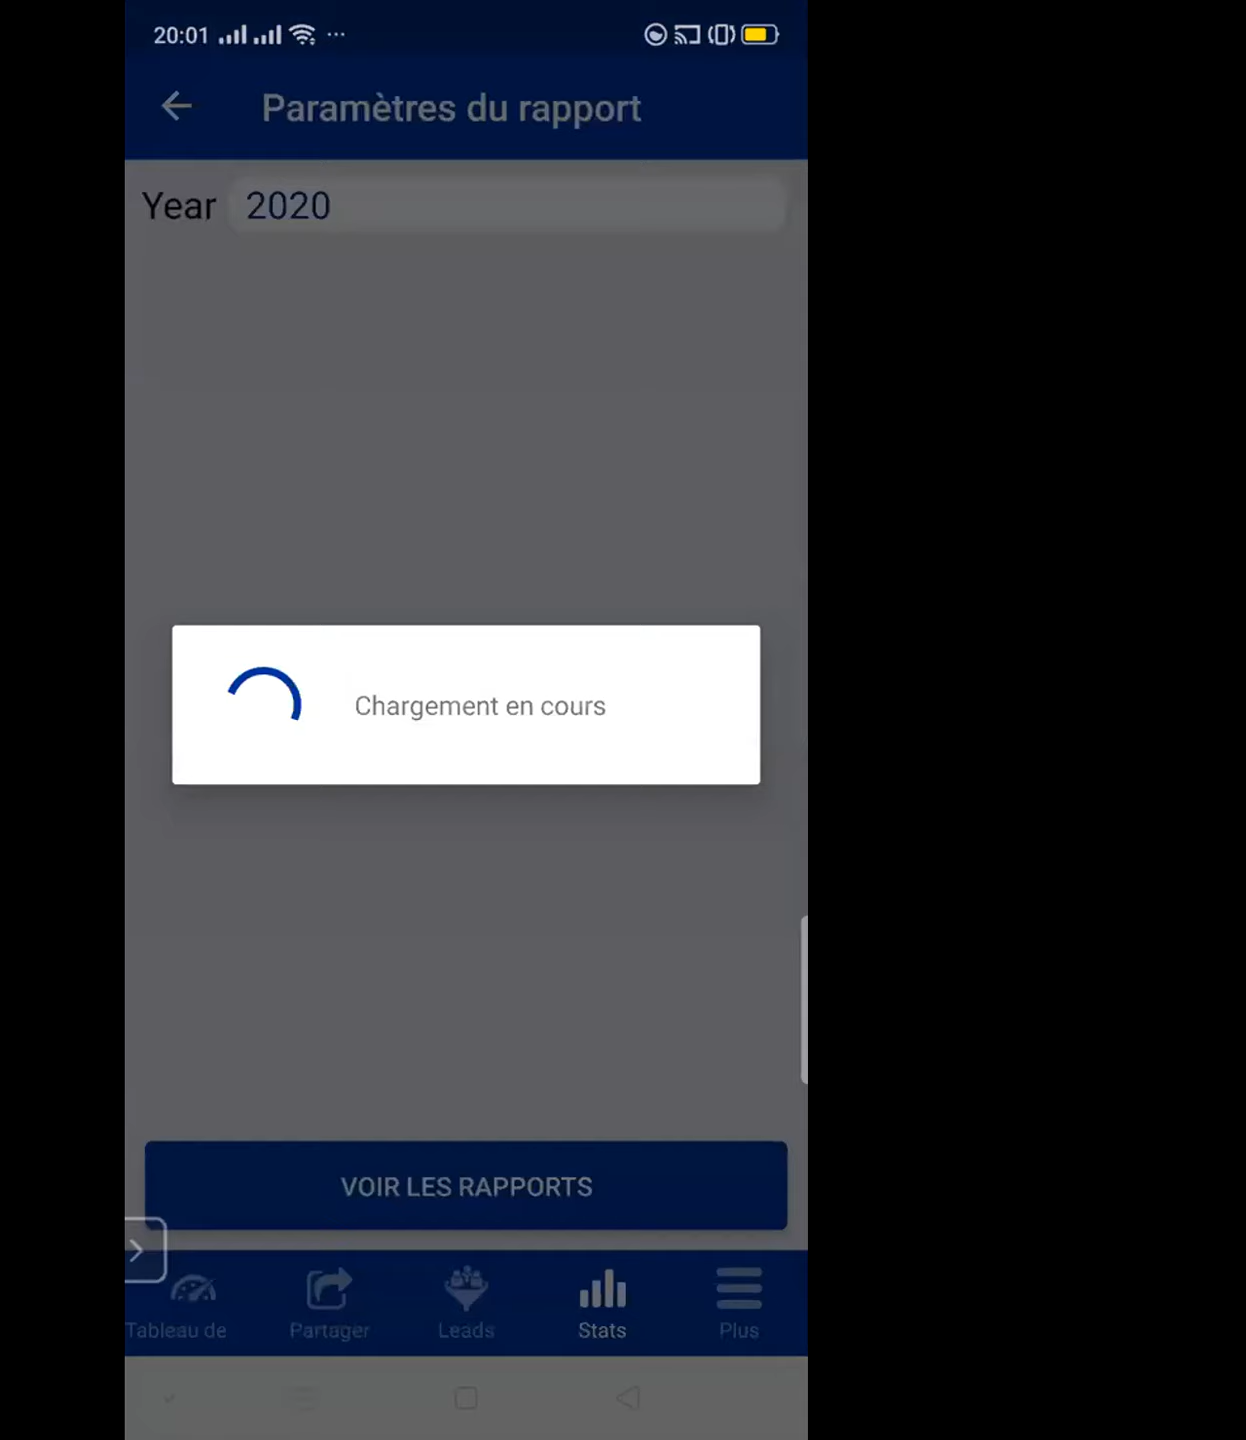 20:01
Paramètres du rapport
Year 2020
Chargement en cours
VOIR LES RAPPORTS
Tableau de
Partager
Leads
Stats
Plus